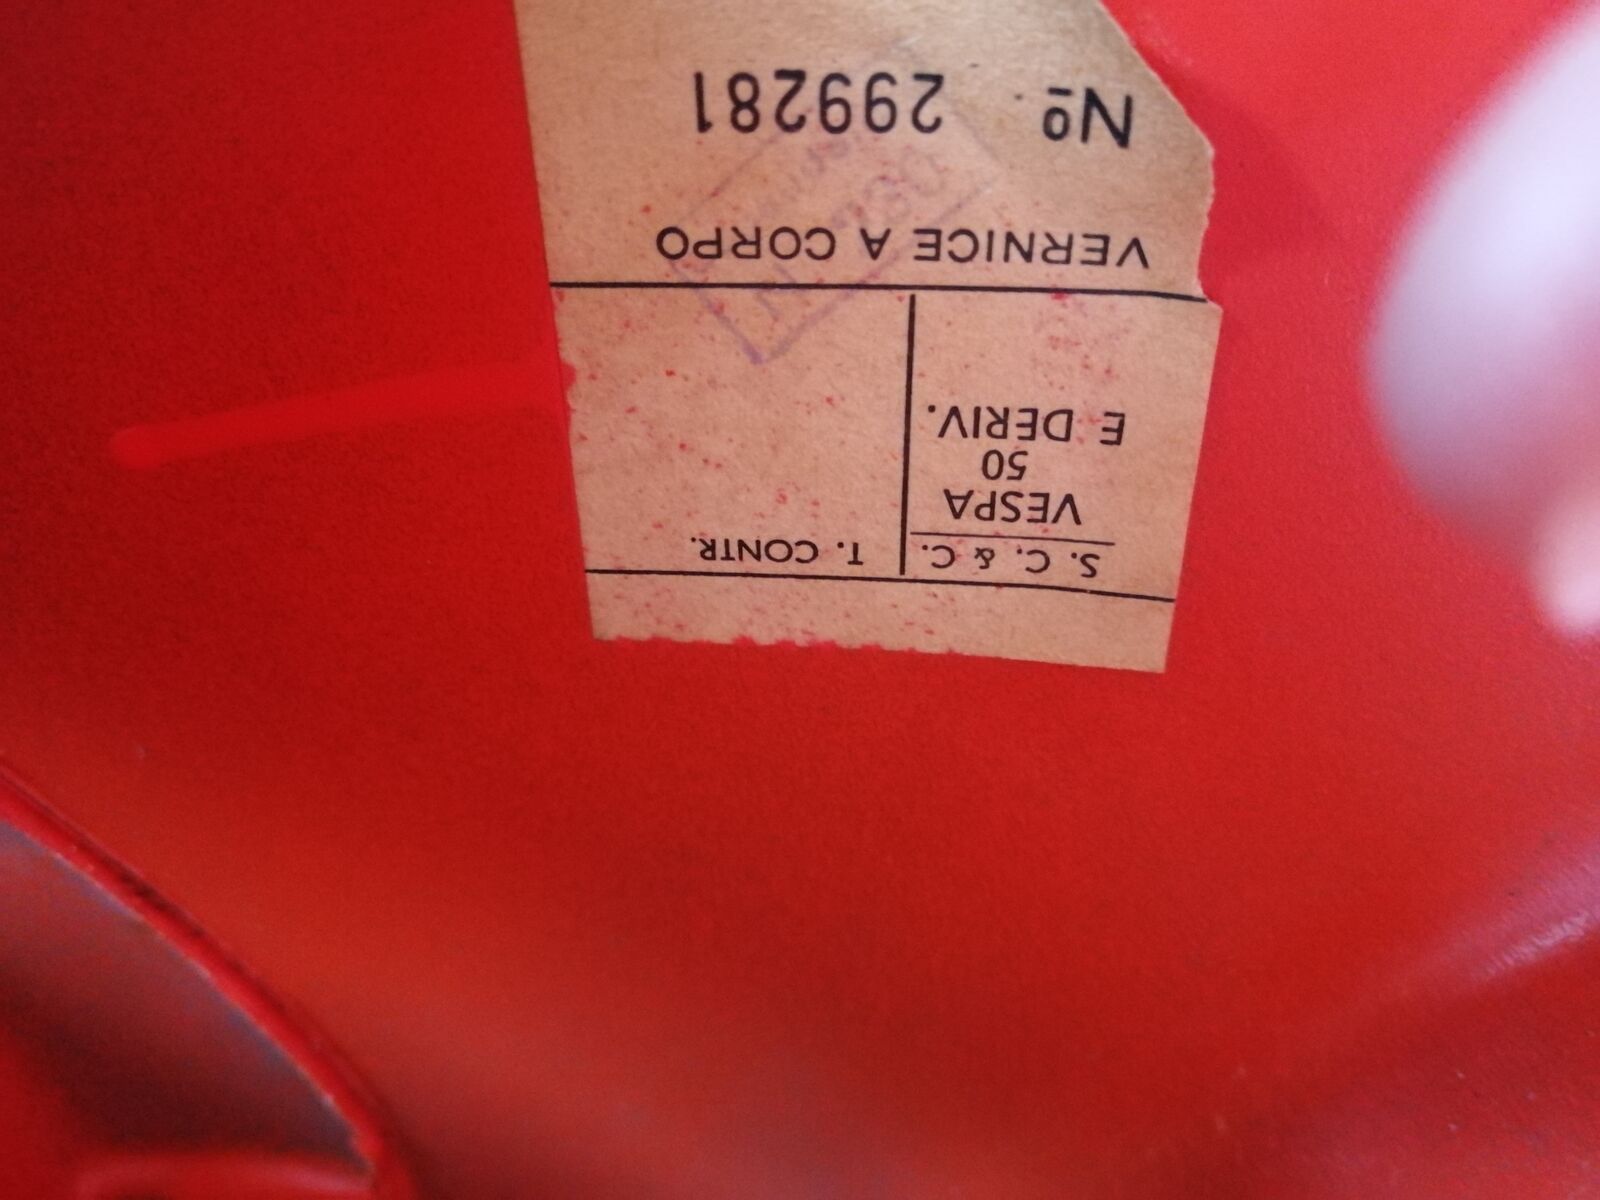 S. C. & C. T. CONTR.
VESPA
50
E DERIV.
VERNICE A CORPO
Nº 299281